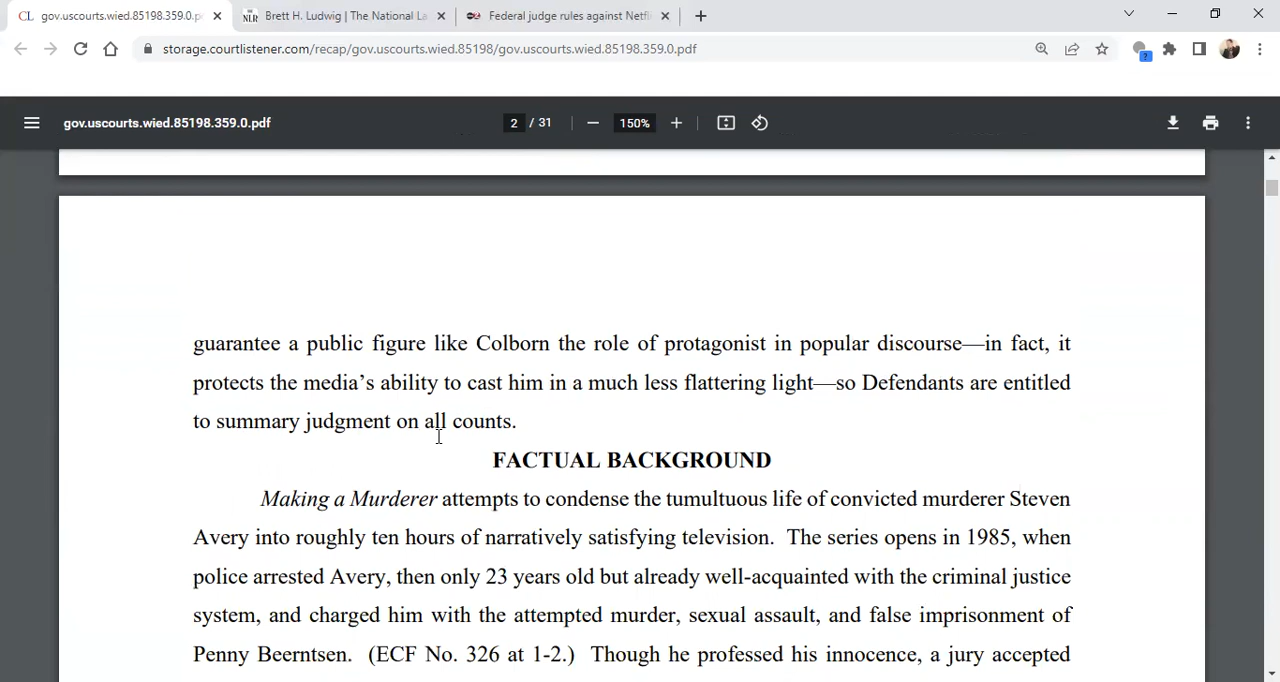 CL gov.uscourts.wied.85198.359.0.p NLR Brett H. Ludwig | The National La Federal judge rules against Netfl
storage.courtlistener.com/recap/gov.uscourts.wied.85198/gov.uscourts.wied.85198.359.0.pdf
gov.uscourts.wied.85198.359.0.pdf 2 / 31 150%
guarantee a public figure like Colborn the role of protagonist in popular discourse—in fact, it
protects the media’s ability to cast him in a much less flattering light—so Defendants are entitled
to summary judgment on all counts.
FACTUAL BACKGROUND
Making a Murderer attempts to condense the tumultuous life of convicted murderer Steven
Avery into roughly ten hours of narratively satisfying television. The series opens in 1985, when
police arrested Avery, then only 23 years old but already well-acquainted with the criminal justice
system, and charged him with the attempted murder, sexual assault, and false imprisonment of
Penny Beerntsen. (ECF No. 326 at 1-2.) Though he professed his innocence, a jury accepted